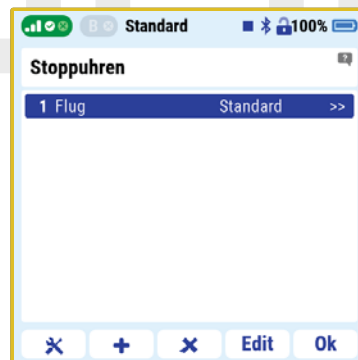 B Standard 100%
Stoppuhren ?
1 Flug Standard >>
Edit Ok